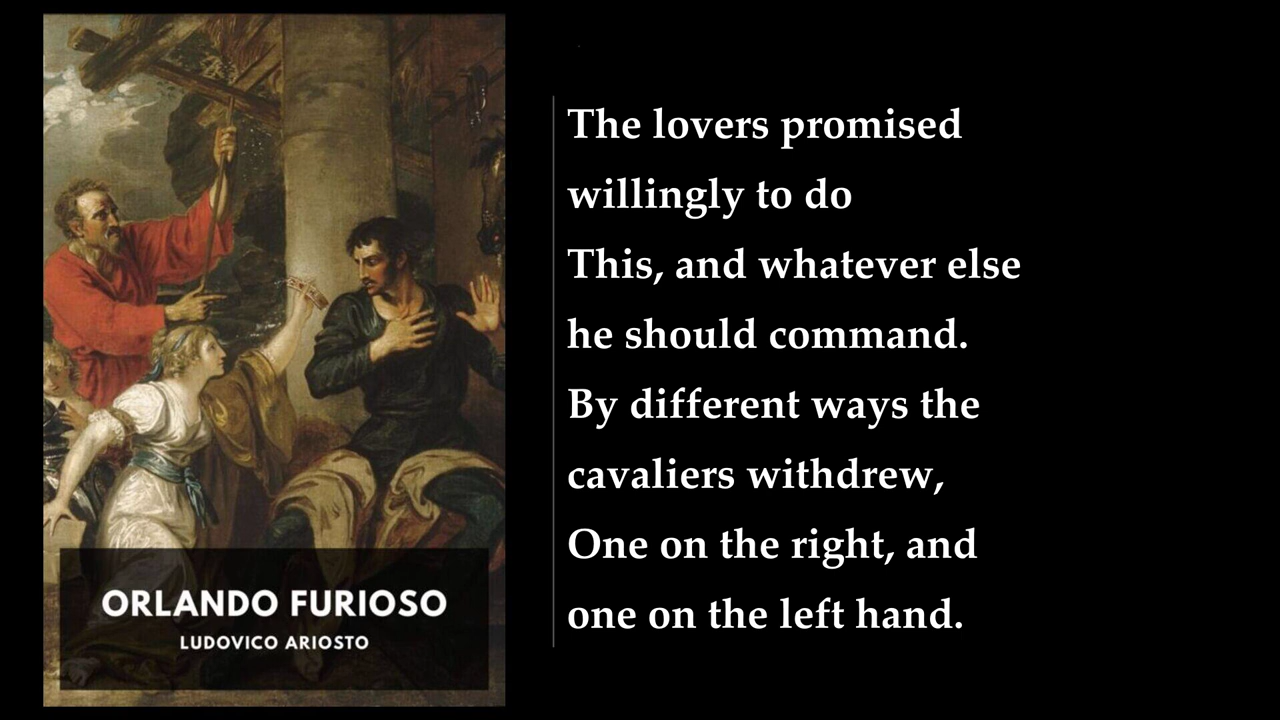 ORLANDO FURIOSO
LUDOVICO ARIOSTO
The lovers promised
willingly to do
This, and whatever else
he should command.
By different ways the
cavaliers withdrew,
One on the right, and
one on the left hand.